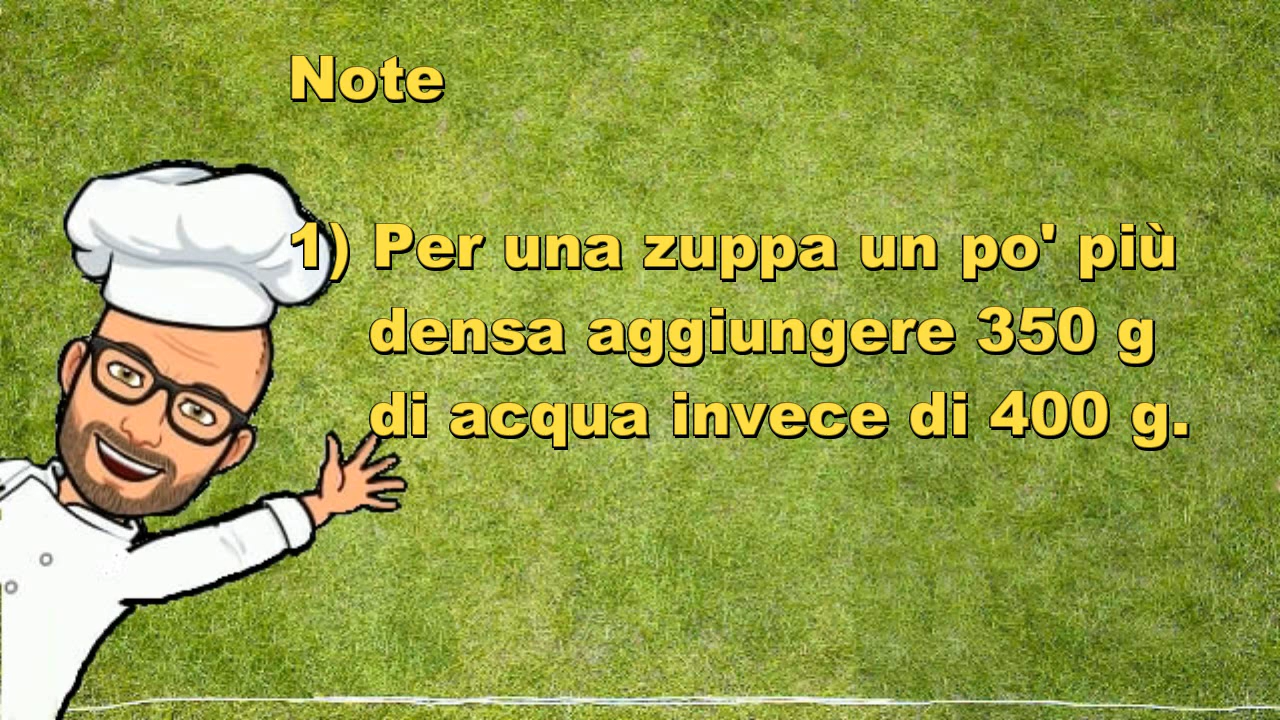 Note
1) Per una zuppa un po' più
densa aggiungere 350 g
di acqua invece di 400 g.